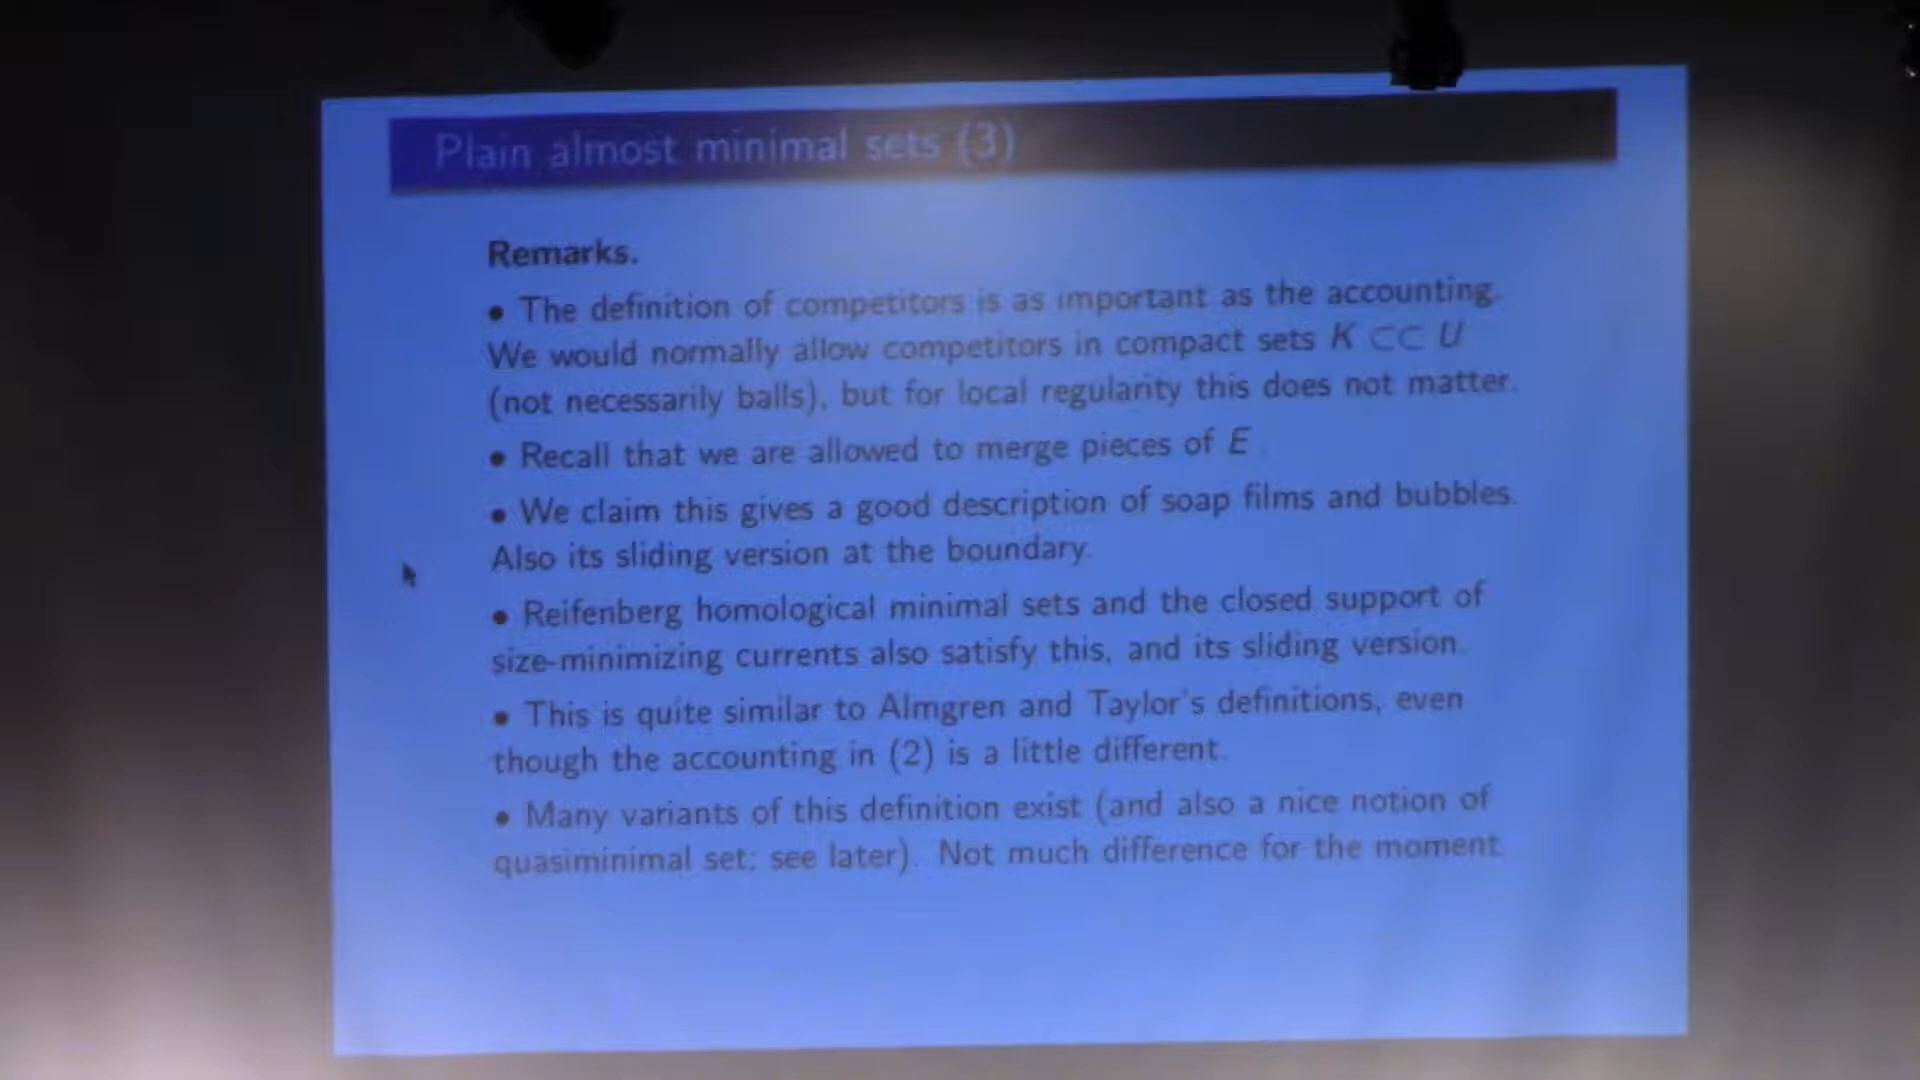 Plain almost minimal sets (3)
Remarks.
• The definition of competitors is as important as the accounting.
We would normally allow competitors in compact sets K ⊂⊂ U
(not necessarily balls), but for local regularity this does not matter.
• Recall that we are allowed to merge pieces of E.
• We claim this gives a good description of soap films and bubbles.
Also its sliding version at the boundary.
• Reifenberg homological minimal sets and the closed support of
size-minimizing currents also satisfy this, and its sliding version.
• This is quite similar to Almgren and Taylor's definitions, even
though the accounting in (2) is a little different.
• Many variants of this definition exist (and also a nice notion of
quasiminimal set; see later). Not much difference for the moment.